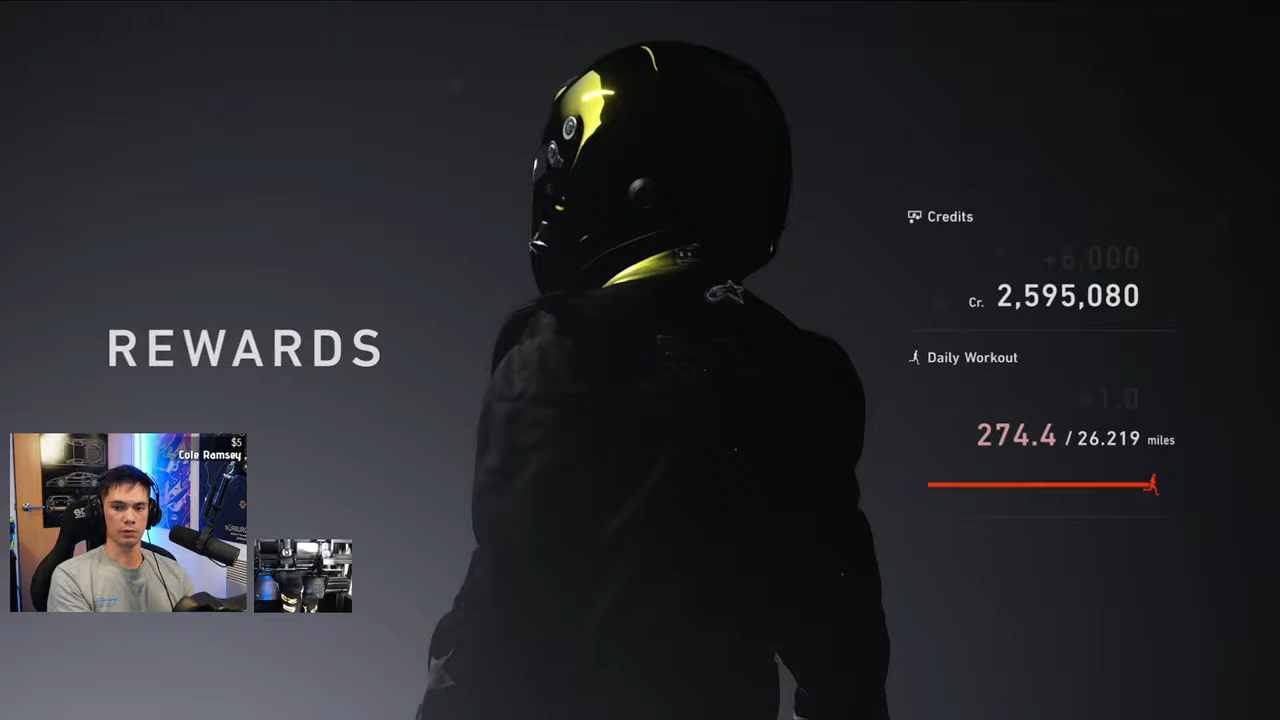 REWARDS
Credits
+6,000
Cr. 2,595,080
Daily Workout
+1.0
274.4 / 26.219 miles
$5
Cole Ramsey